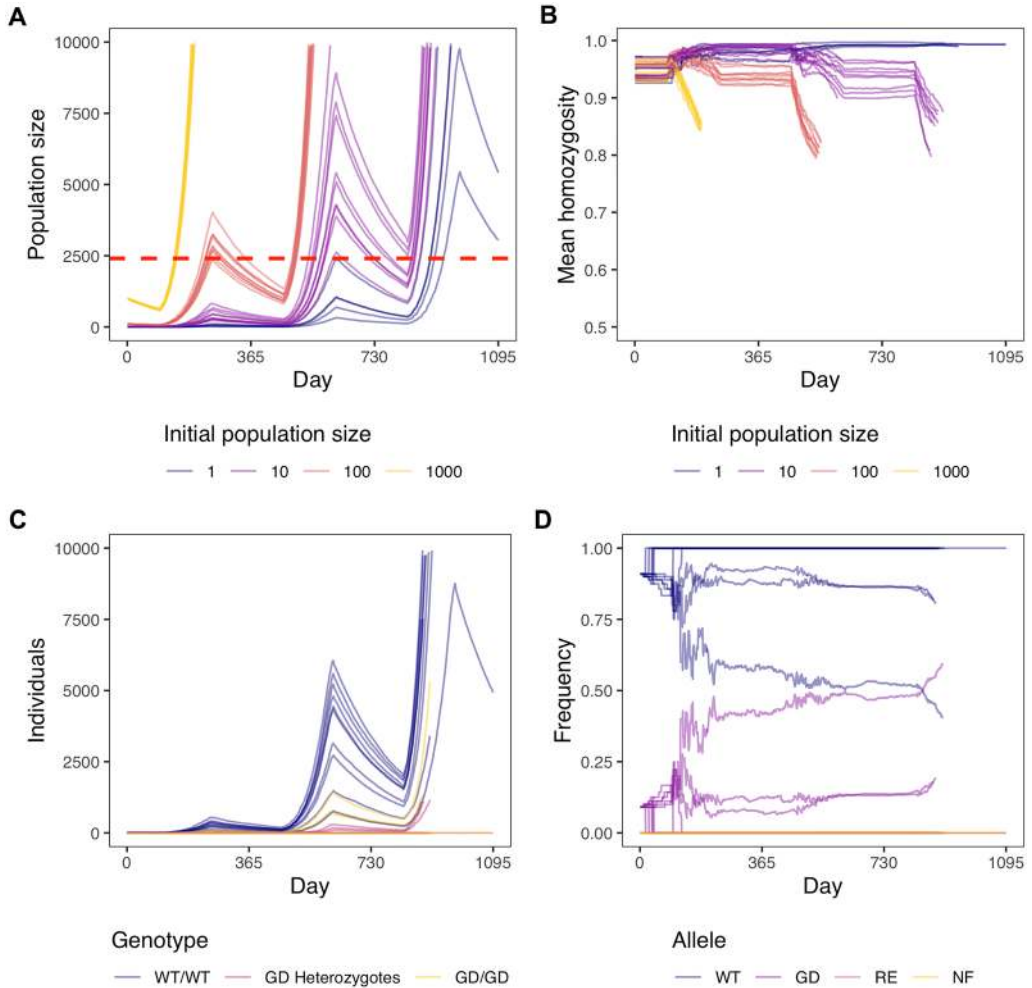 A
Population size
10000
7500
5000
2500
0
0 365 730 1095
Day
Initial population size
1 10 100 1000
B
Mean homozygosity
1.0
0.9
0.8
0.7
0.6
0.5
0 365 730 1095
Day
Initial population size
1 10 100 1000
C
Individuals
10000
7500
5000
2500
0
0 365 730 1095
Day
Genotype
WT/WT GD Heterozygotes GD/GD
D
Frequency
1.00
0.75
0.50
0.25
0.00
0 365 730 1095
Day
Allele
WT GD RE NF